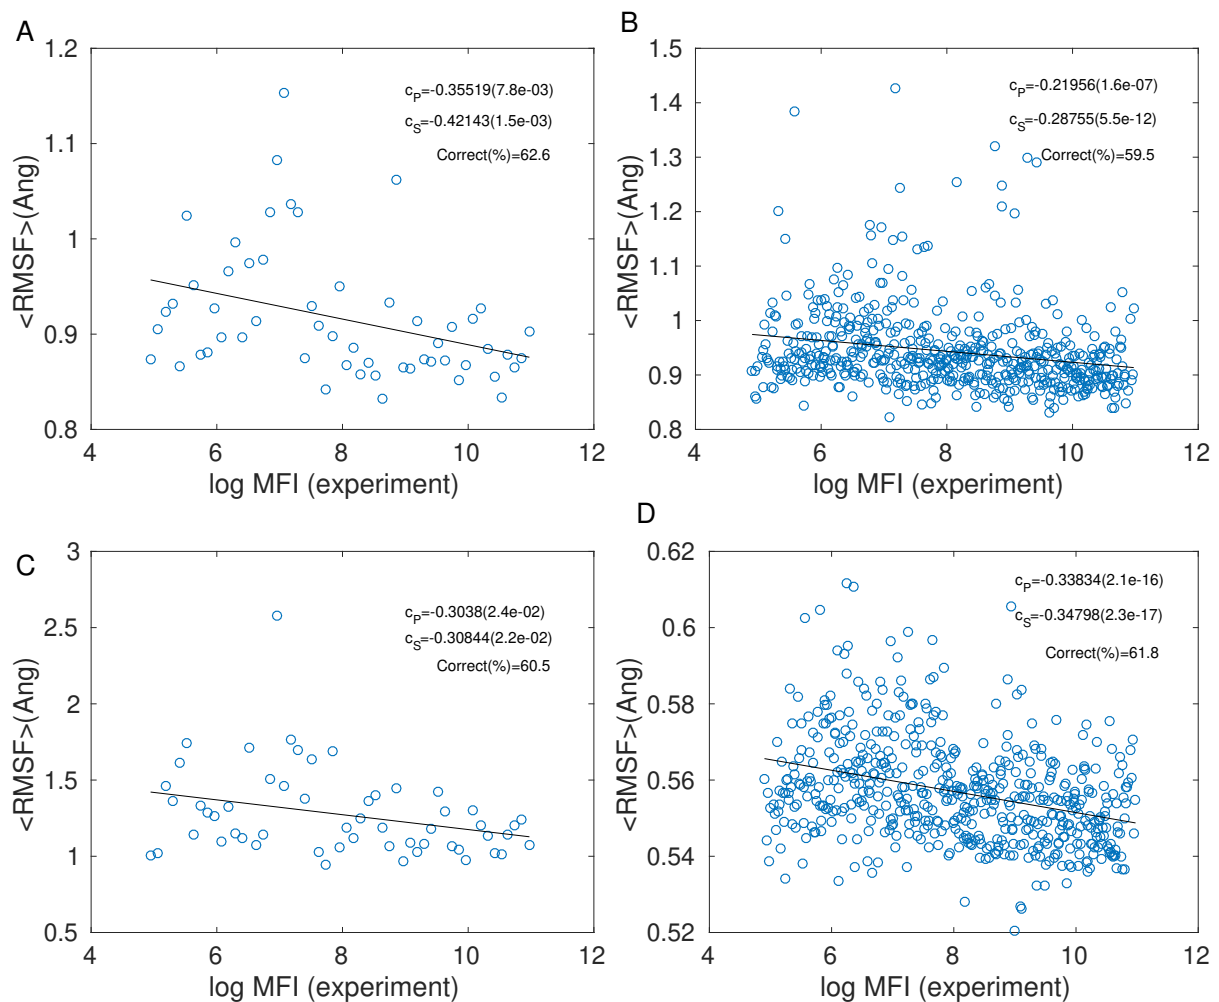 A
1.2
1.1
1
0.9
0.8
4
6
8
10
12
<RMSF>(Ang)
log MFI (experiment)
c_P=-0.35519(7.8e-03)
c_S=-0.42143(1.5e-03)
Correct(%)=62.6
B
1.5
1.4
1.3
1.2
1.1
1
0.9
0.8
4
6
8
10
12
<RMSF>(Ang)
log MFI (experiment)
c_P=-0.21956(1.6e-07)
c_S=-0.28755(5.5e-12)
Correct(%)=59.5
C
3
2.5
2
1.5
1
0.5
4
6
8
10
12
<RMSF>(Ang)
log MFI (experiment)
c_P=-0.3038(2.4e-02)
c_S=-0.30844(2.2e-02)
Correct(%)=60.5
D
0.62
0.6
0.58
0.56
0.54
0.52
4
6
8
10
12
<RMSF>(Ang)
log MFI (experiment)
c_P=-0.33834(2.1e-16)
c_S=-0.34798(2.3e-17)
Correct(%)=61.8